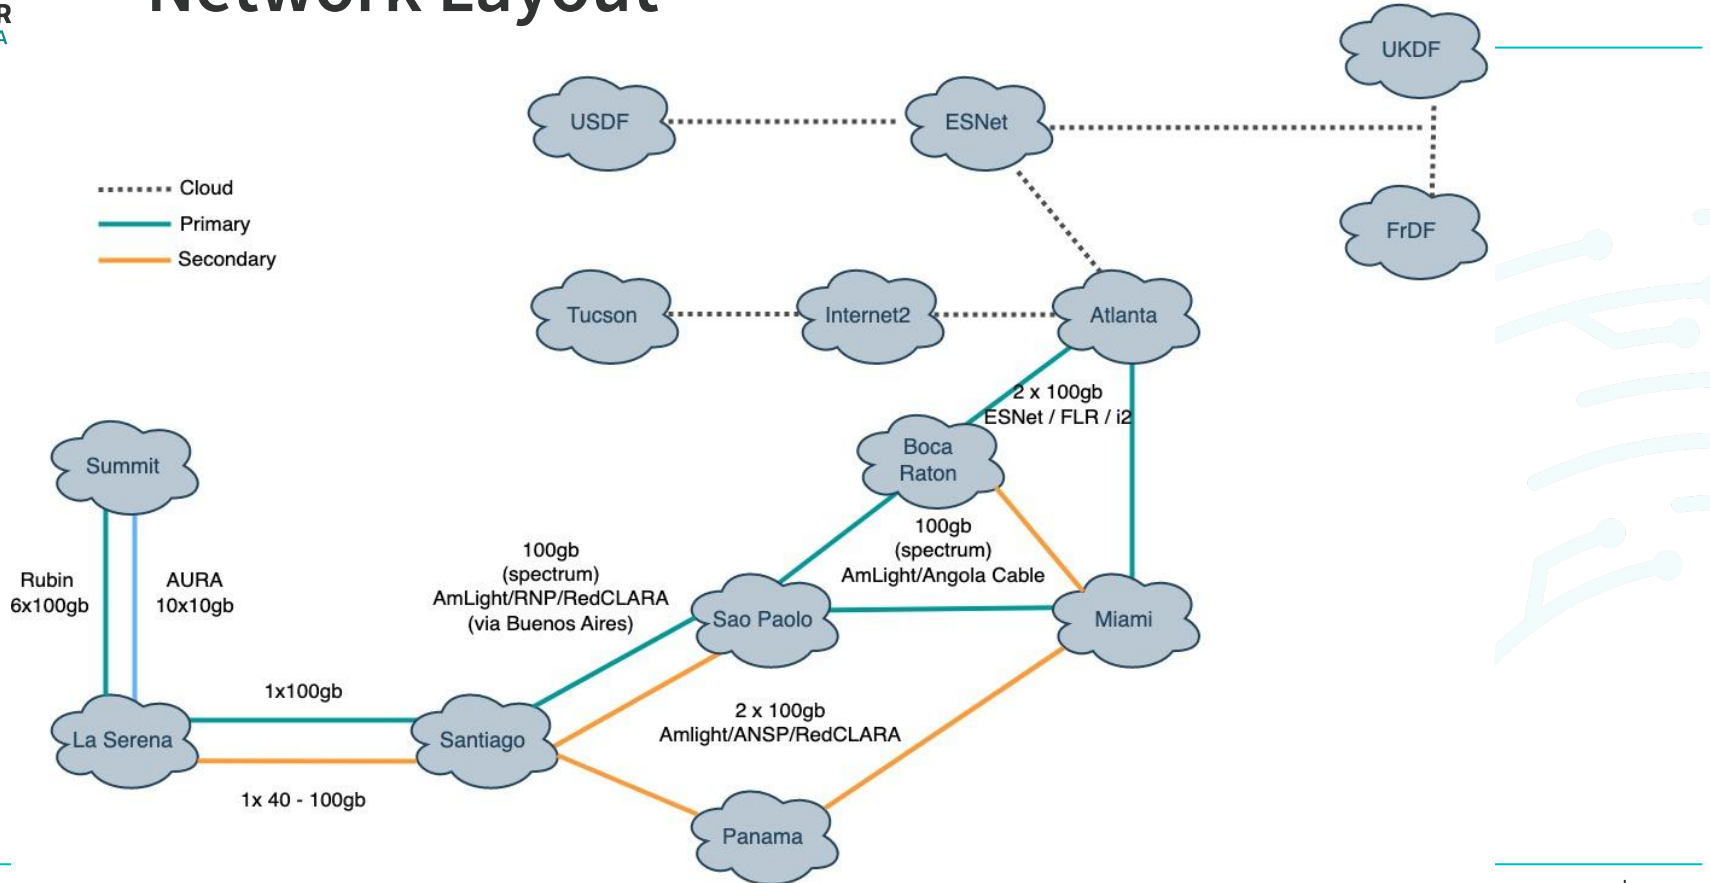 Network Layout
R
A
UKDF
USDF
ESNet
Cloud
Primary
Secondary
FrDF
Tucson
Internet2
Atlanta
2 x 100gb
ESNet / FLR / i2
Boca
Raton
Summit
100gb
(spectrum)
AmLight/Angola Cable
100gb
(spectrum)
AmLight/RNP/RedCLARA
(via Buenos Aires)
Rubin
6x100gb
AURA
10x10gb
Sao Paolo
Miami
1x100gb
2 x 100gb
Amlight/ANSP/RedCLARA
La Serena
Santiago
1x 40 - 100gb
Panama